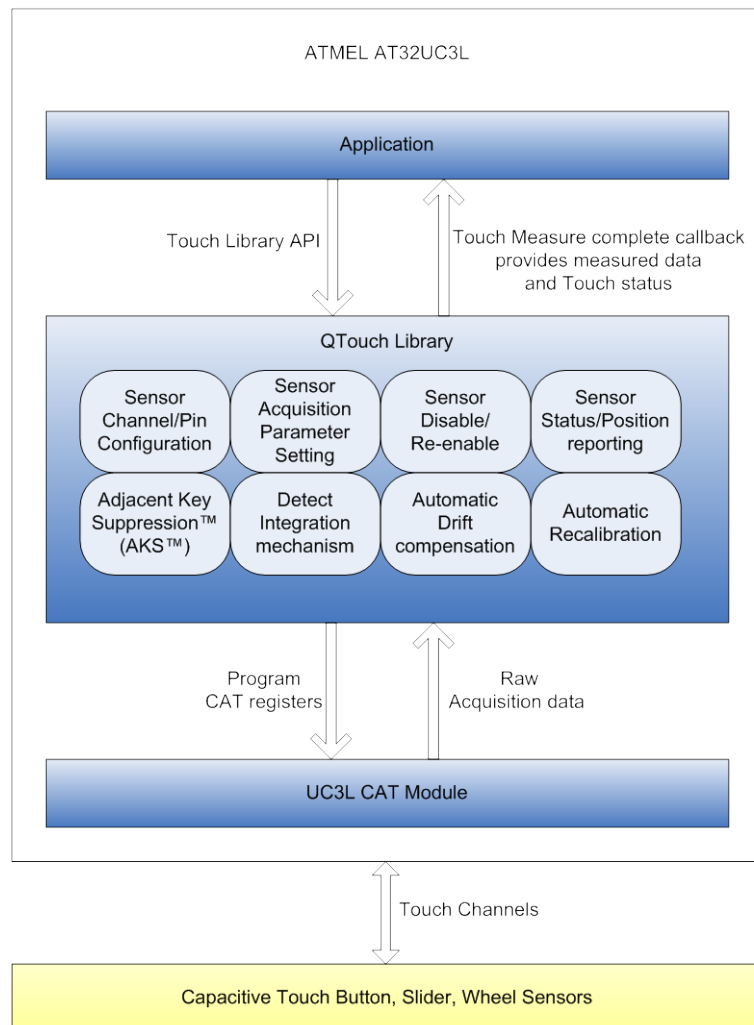 ATMEL AT32UC3L
Application
Touch Library API
Touch Measure complete callback
provides measured data
and Touch status
QTouch Library
Sensor
Channel/Pin
Configuration
Sensor
Acquisition
Parameter
Setting
Sensor
Disable/
Re-enable
Sensor
Status/Position
reporting
Adjacent Key
Suppression™
(AKS™)
Detect
Integration
mechanism
Automatic
Drift
compensation
Automatic
Recalibration
Program
CAT registers
Raw
Acquisition data
UC3L CAT Module
Touch Channels
Capacitive Touch Button, Slider, Wheel Sensors